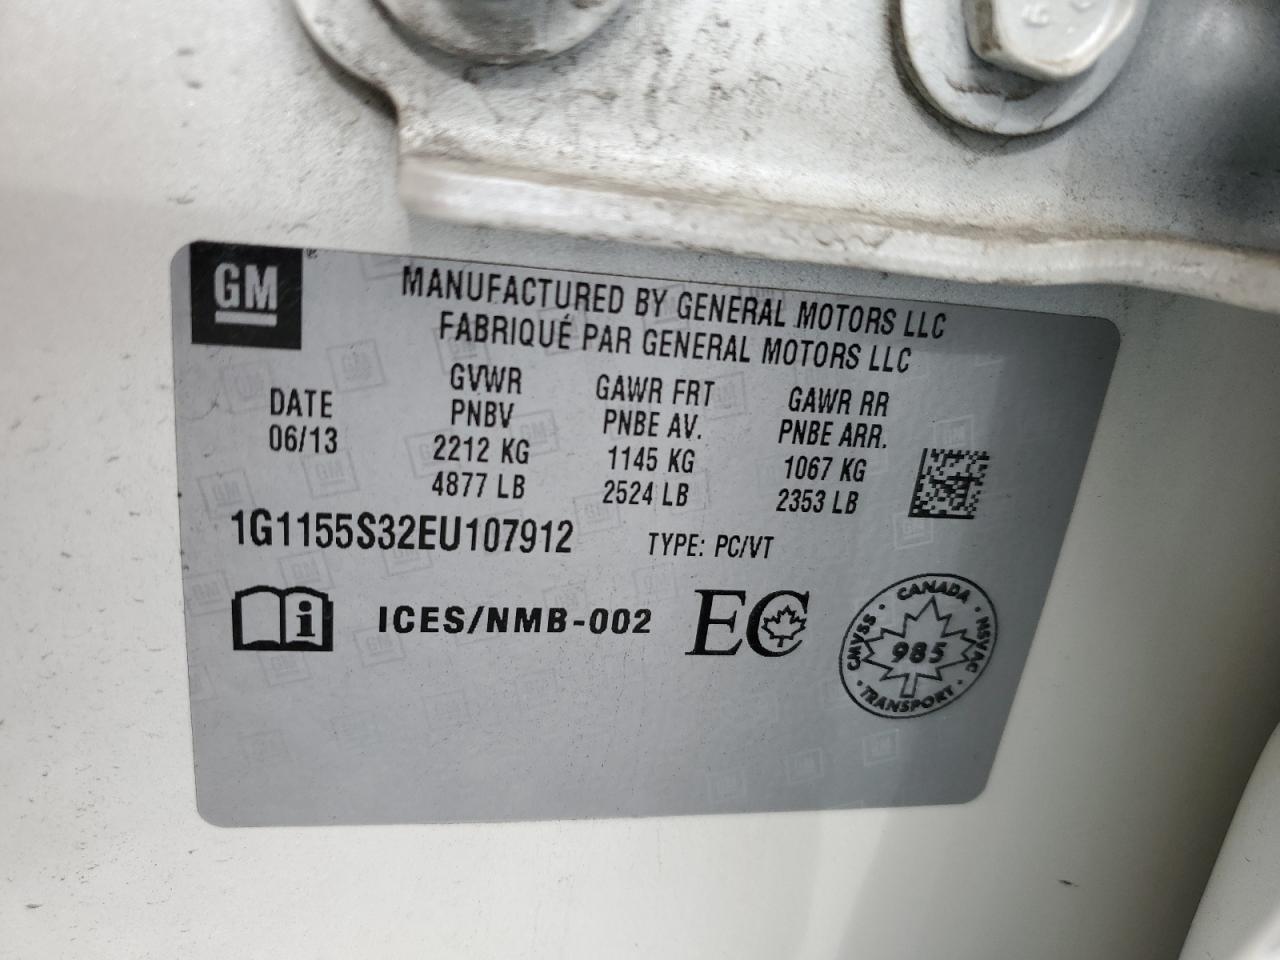 GM
MANUFACTURED BY GENERAL MOTORS LLC
FABRIQUÉ PAR GENERAL MOTORS LLC
DATE
06/13
GVWR
PNBV
2212 KG
4877 LB
GAWR FRT
PNBE AV.
1145 KG
2524 LB
GAWR RR
PNBE ARR.
1067 KG
2353 LB
1G1155S32EU107912 TYPE: PC/VT
i ICES/NMB-002 EC
CANADA
CMVSS 985 NSVAC
TRANSPORT